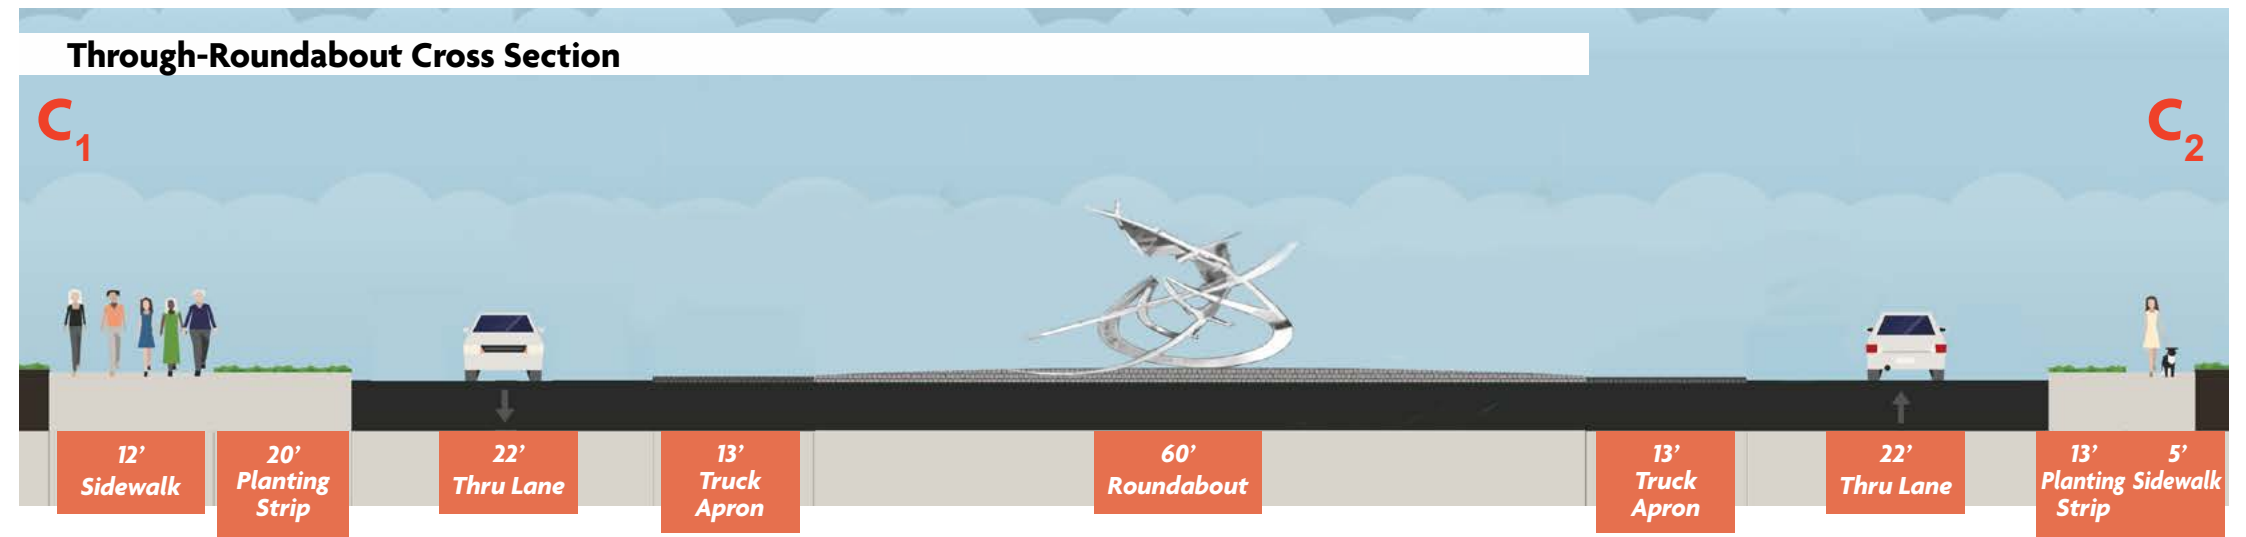 Through-Roundabout Cross Section
C1
C2
12’
Sidewalk
20’
Planting
Strip
22’
Thru Lane
13’
Truck
Apron
60’
Roundabout
13’
Truck
Apron
22’
Thru Lane
13’
Planting
Strip
5’
Sidewalk